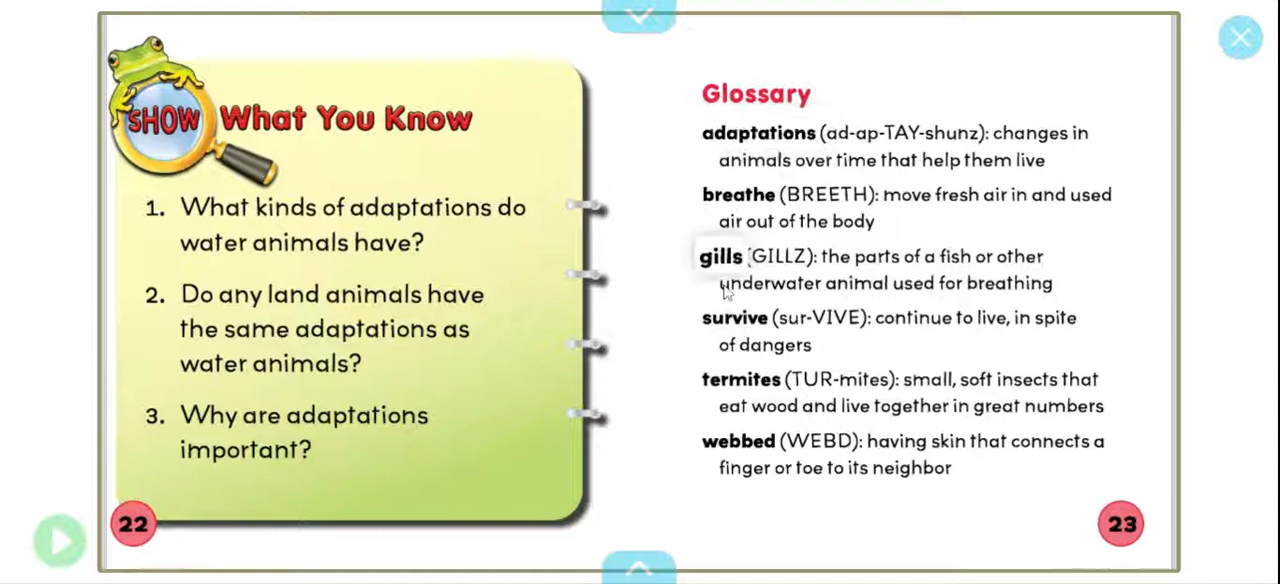 SHOW What You Know
1. What kinds of adaptations do
water animals have?
2. Do any land animals have
the same adaptations as
water animals?
3. Why are adaptations
important?
22
Glossary
adaptations (ad-ap-TAY-shunz): changes in
animals over time that help them live
breathe (BREETH): move fresh air in and used
air out of the body
gills (GILLZ): the parts of a fish or other
underwater animal used for breathing
survive (sur-VIVE): continue to live, in spite
of dangers
termites (TUR-mites): small, soft insects that
eat wood and live together in great numbers
webbed (WEBD): having skin that connects a
finger or toe to its neighbor
23